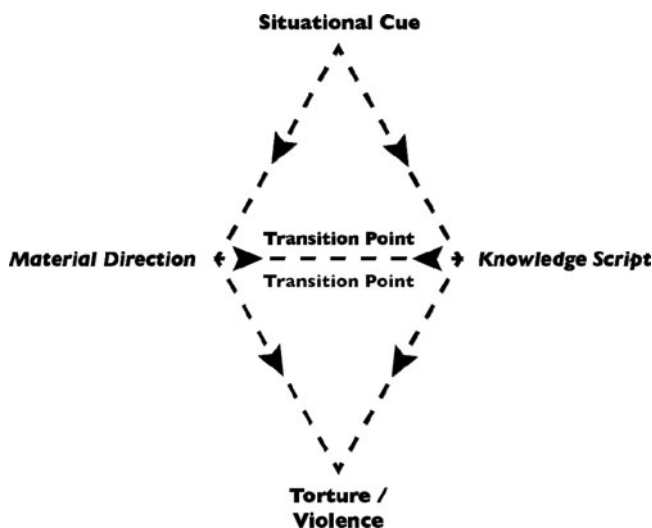 Situational Cue
Transition Point
Material Direction
Knowledge Script
Transition Point
Torture /
Violence